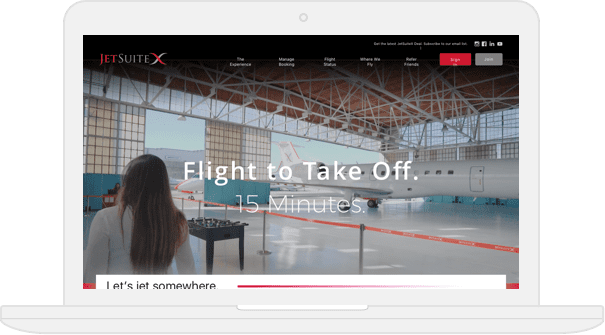 Get the latest JetSuiteX Deals Subscribe to our email list
JETSUITEX
The
Experience
Manage
Booking
Flight
Status
Where We
Fly
Refer
Friends
Sign
In
JOIN
Flight to Take Off.
15 Minutes.
Let's jet somewhere